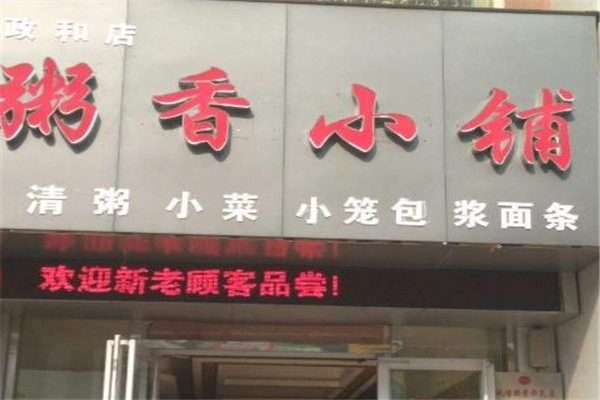 政和店
粥香小铺
清粥 小菜 小笼包 浆面条
欢迎新老顾客品尝!